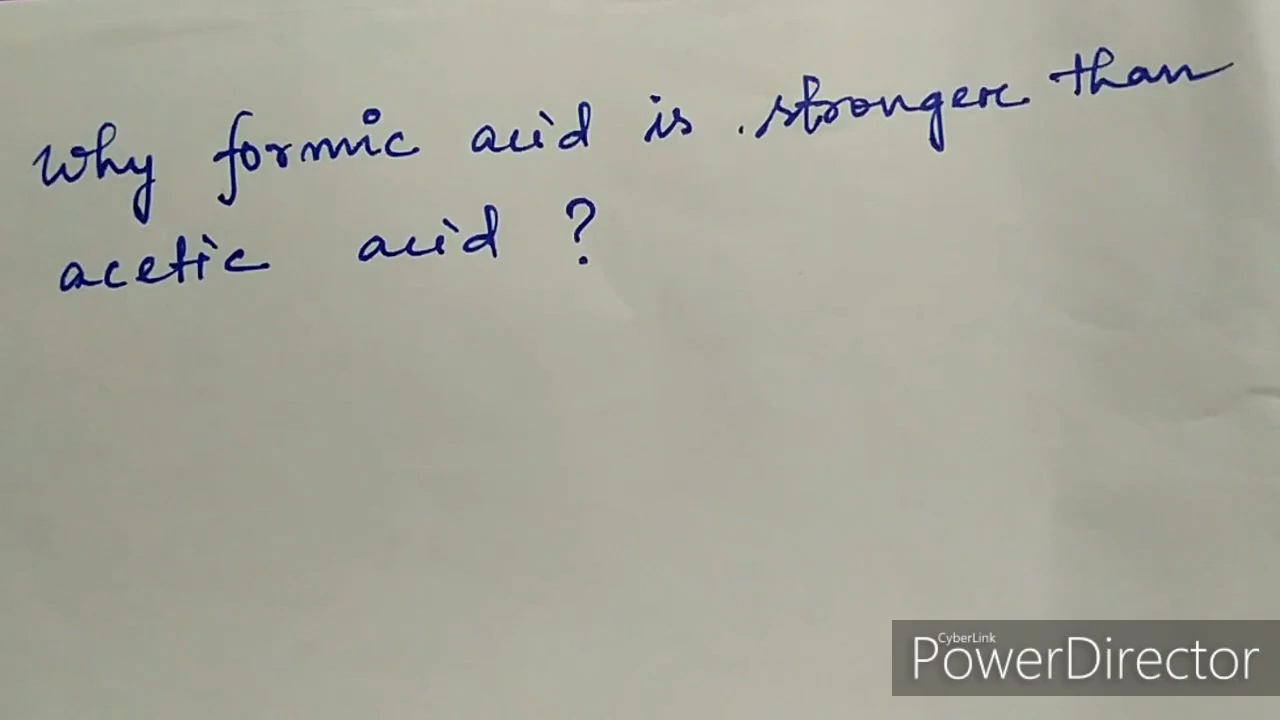 Why formic acid is stronger than
acetic acid ?
CyberLink
PowerDirector